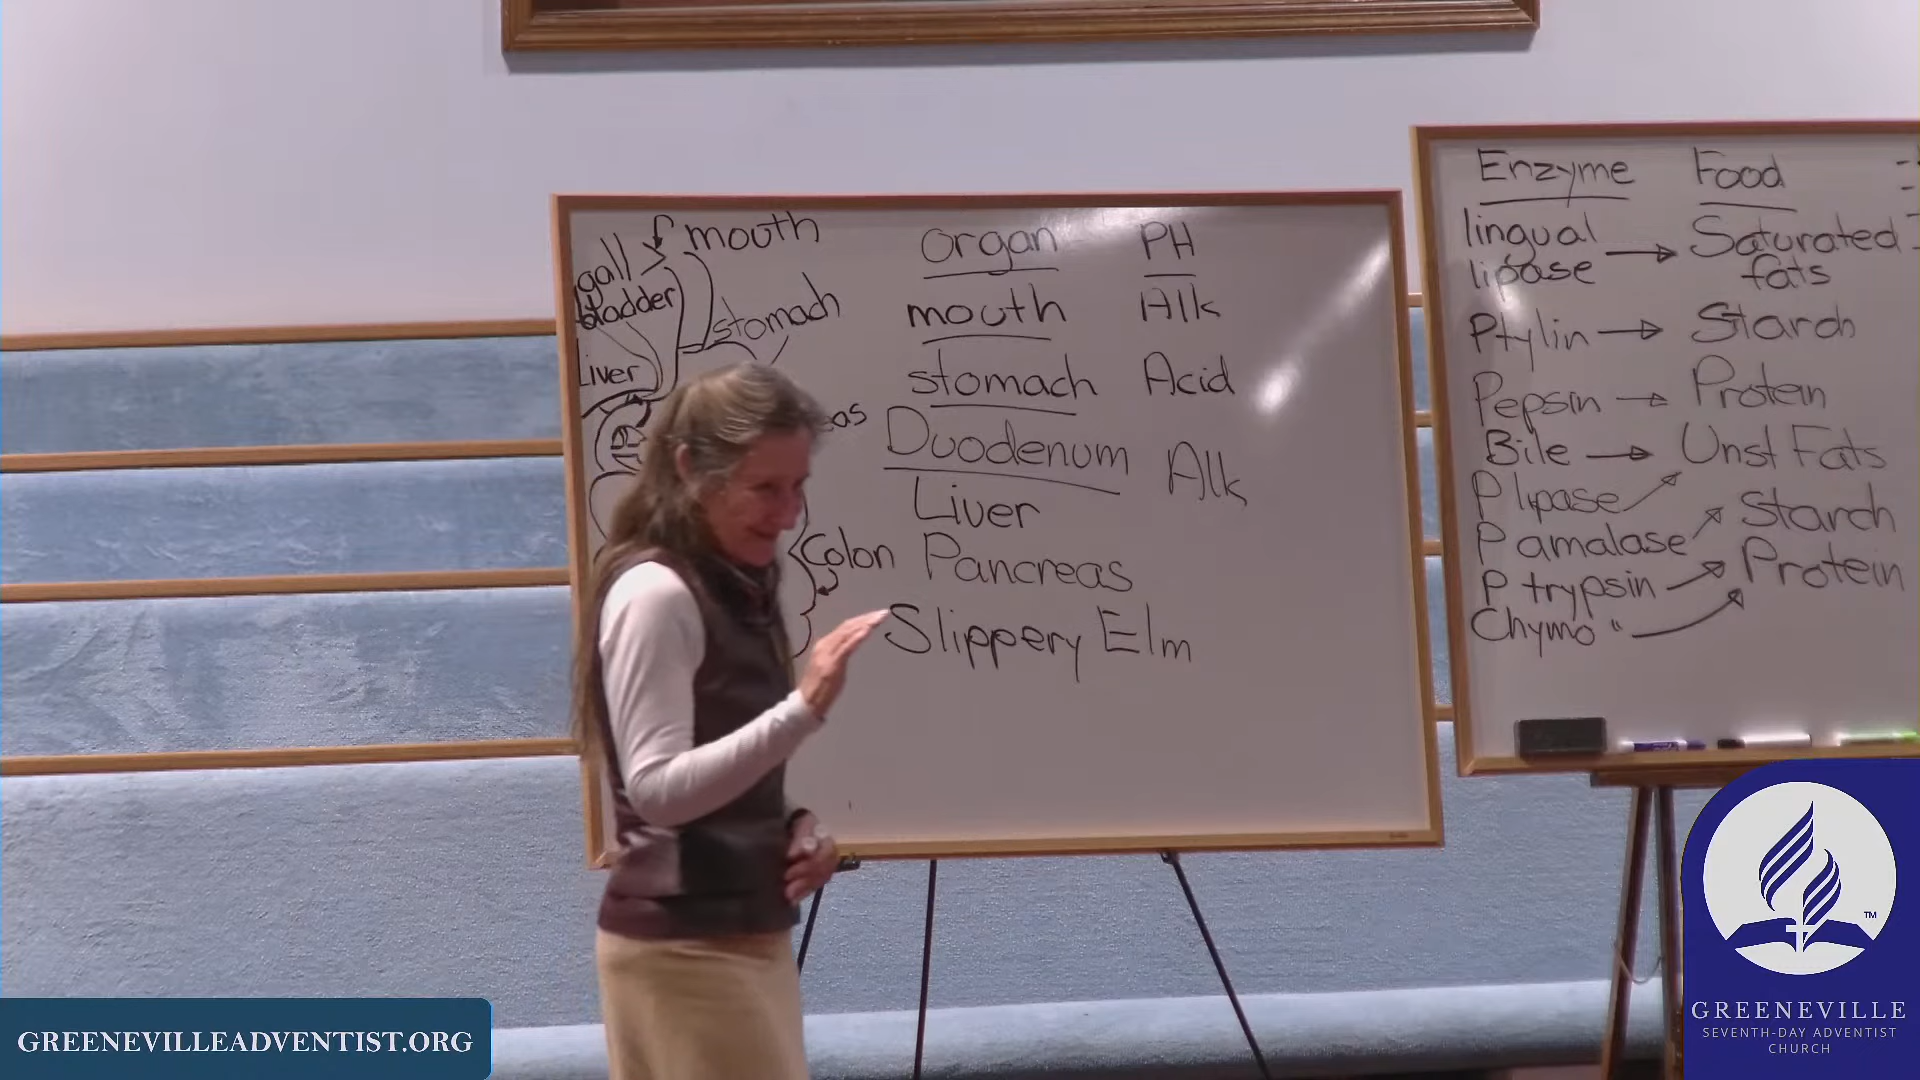 mouth
gall
bladder
stomach
Liver
Colon
organ PH
mouth Alk
stomach Acid
Duodenum Alk
Liver
Pancreas
Slippery Elm
Enzyme Food
lingual
lipase Saturated
fats
Ptylin Starch
Pepsin Protein
Bile Unst Fats
P lipase
P amalase Starch
P trypsin Protein
Chymo "
GREENEVILLEADVENTIST.ORG
GREENEVILLE
SEVENTH-DAY ADVENTIST
CHURCH
TM